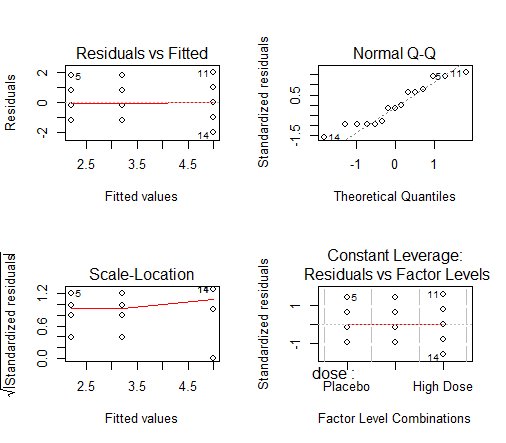 Residuals vs Fitted
Residuals
-2 0 2
5
11
14
2.5 3.5 4.5
Fitted values
Normal Q-Q
Standardized residuals
-1.5 0.5
11
5
14
-1 0 1
Theoretical Quantiles
Scale-Location
√|Standardized residuals|
0.0 0.6 1.2
5
14
2.5 3.5 4.5
Fitted values
Constant Leverage:
Residuals vs Factor Levels
Standardized residuals
-1 1
5
11
14
dose :
Placebo High Dose
Factor Level Combinations